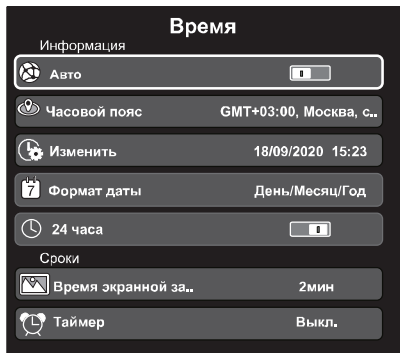 Время
Информация
Авто
Часовой пояс GMT+03:00, Москва, с..
Изменить 18/09/2020 15:23
7 Формат даты День/Месяц/Год
24 часа
Сроки
Время экранной за.. 2мин
Таймер Выкл.